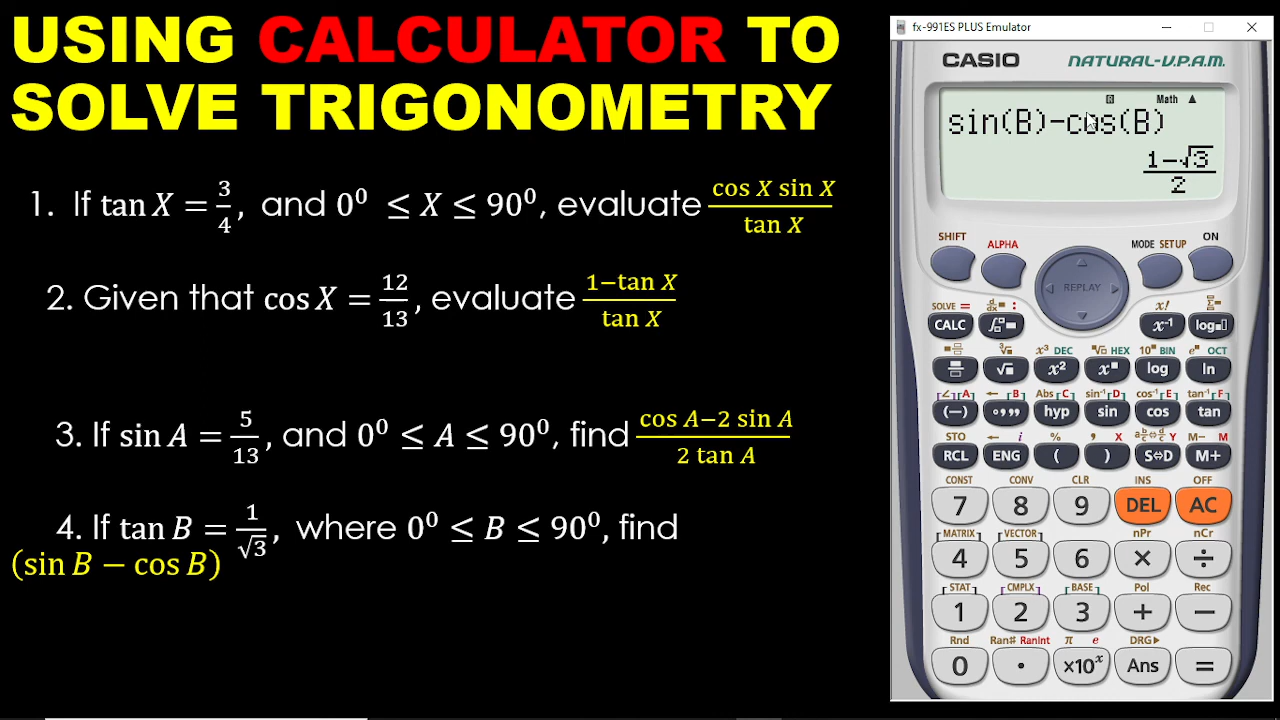 USING CALCULATOR TO
SOLVE TRIGONOMETRY
1. If tan X = 3/4, and 0⁰ ≤ X ≤ 90⁰, evaluate cos X sin X / tan X
2. Given that cos X = 12/13, evaluate 1−tan X / tan X
3. If sin A = 5/13, and 0⁰ ≤ A ≤ 90⁰, find cos A−2 sin A / 2 tan A
4. If tan B = 1/√3, where 0⁰ ≤ B ≤ 90⁰, find
(sin B − cos B)
fx-991ES PLUS Emulator
CASIO NATURAL-V.P.A.M.
Math ▲
sin(B)-cos(B)
1-√3
2
SHIFT ALPHA MODE SETUP ON
REPLAY
SOLVE = d/dx : x! Σ=
CALC ∫= x⁻¹ log
³√ x³ DEC HEX 10 BIN e OCT
√ x² x log ln
∠ A ← B Abs C sin⁻¹ D cos⁻¹ E tan⁻¹ F
(−) °’” hyp sin cos tan
STO ← i % , X a b/c⇔d/c Y M− M
RCL ENG ( ) S⇔D M+
CONST CONV CLR INS OFF
7 8 9 DEL AC
MATRIX VECTOR nPr nCr
4 5 6 × ÷
STAT CMPLX BASE Pol Rec
1 2 3 + −
Rnd Ran# RanInt π e DRG▶
0 . ×10ˣ Ans =